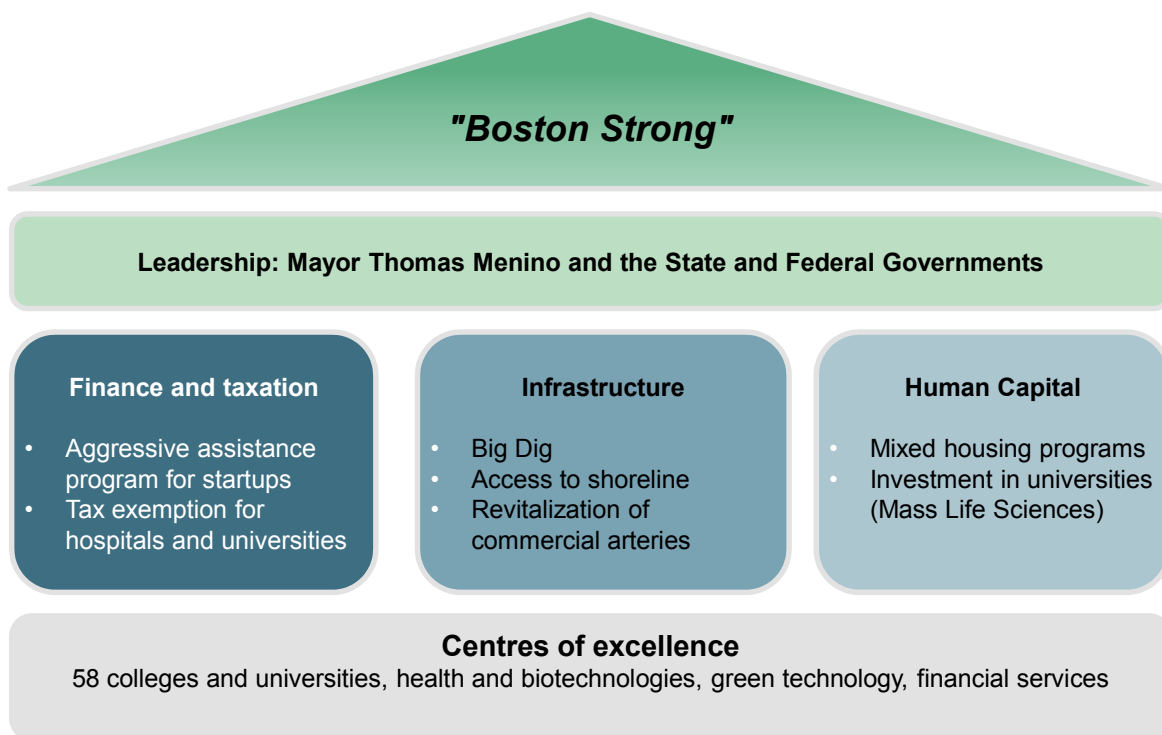 "Boston Strong"
Leadership: Mayor Thomas Menino and the State and Federal Governments
Finance and taxation
• Aggressive assistance
program for startups
• Tax exemption for
hospitals and universities
Infrastructure
• Big Dig
• Access to shoreline
• Revitalization of
commercial arteries
Human Capital
• Mixed housing programs
• Investment in universities
(Mass Life Sciences)
Centres of excellence
58 colleges and universities, health and biotechnologies, green technology, financial services